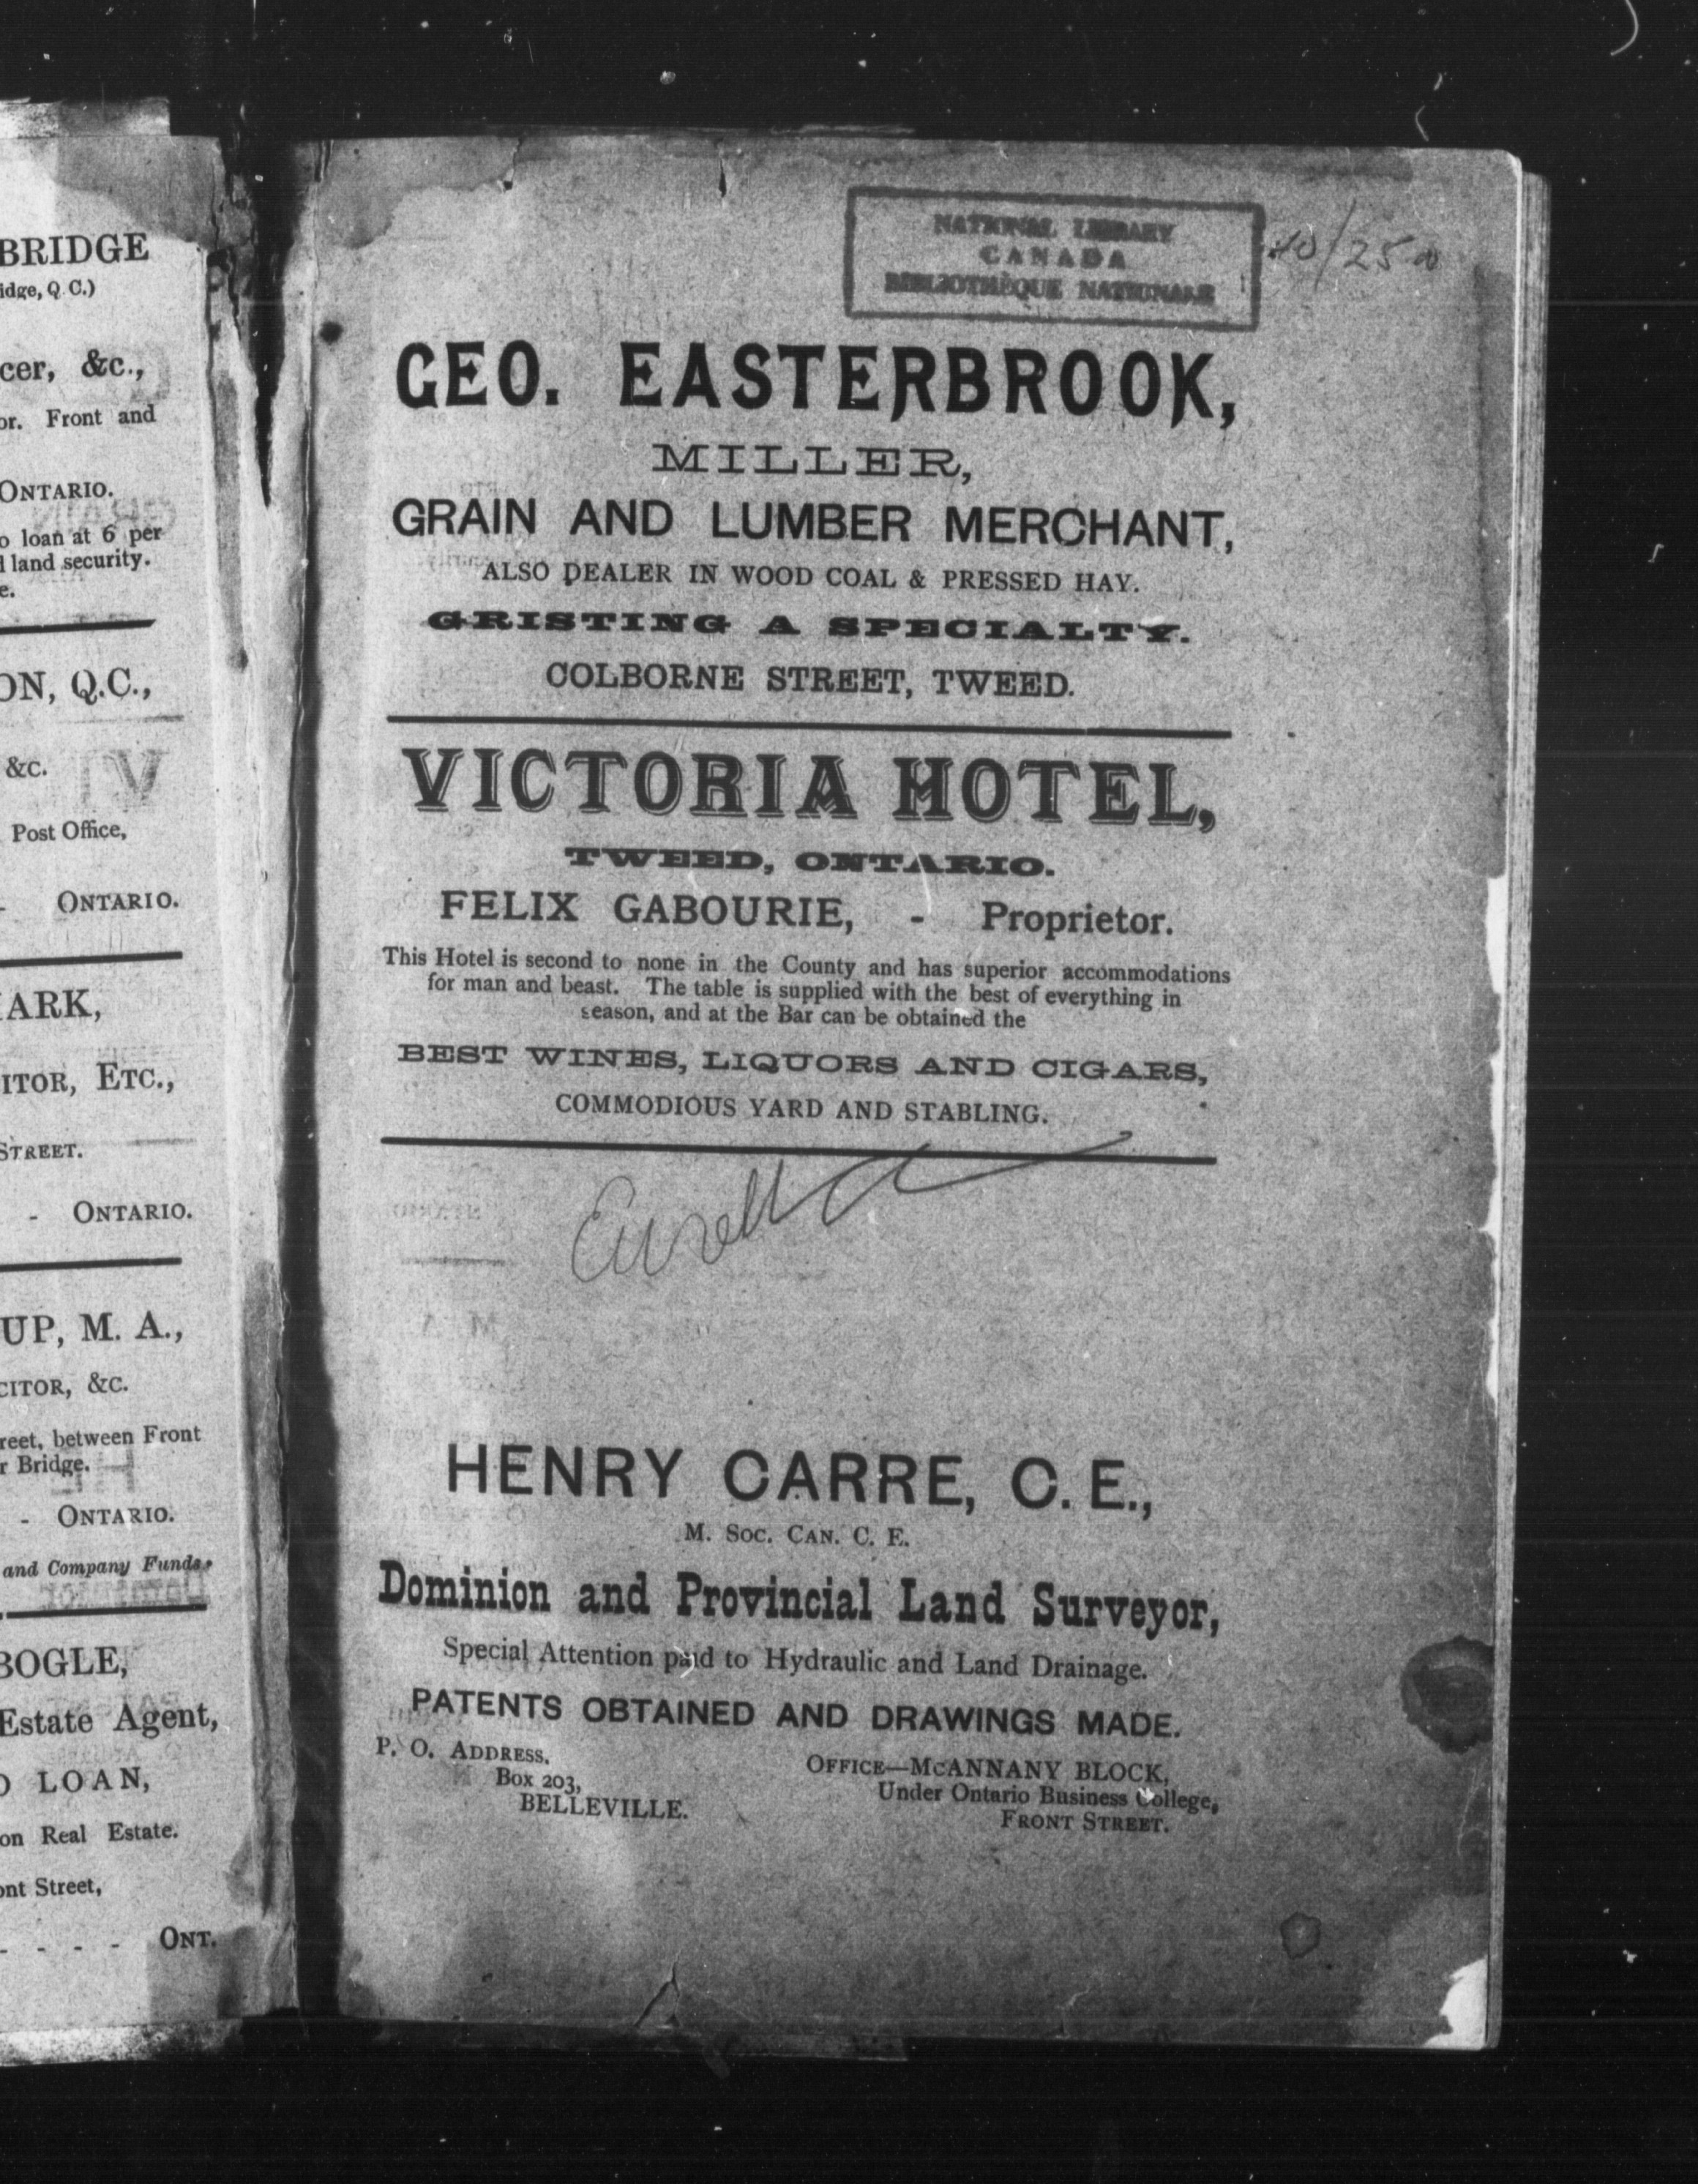 BRIDGE
idge, Q.C.)
cer, &c.,
or. Front and
ONTARIO.
o loan at 6 per
land security.
e.
ON, Q.C.,
&c.
Post Office,
- ONTARIO.
ARK,
ITOR, ETC.,
STREET.
- ONTARIO.
UP, M. A.,
CITOR, &C.
reet, between Front
r Bridge.
- ONTARIO.
and Company Funds.
BOGLE,
Estate Agent,
O LOAN,
on Real Estate.
ont Street,
- - - - ONT.
NATIONAL LIBRARY
CANADA
BIBLIOTHÈQUE NATIONALE
GEO. EASTERBROOK,
MILLER,
GRAIN AND LUMBER MERCHANT,
ALSO DEALER IN WOOD COAL & PRESSED HAY.
GRISTING A SPECIALTY.
COLBORNE STREET, TWEED.
VICTORIA HOTEL,
TWEED, ONTARIO.
FELIX GABOURIE, - Proprietor.
This Hotel is second to none in the County and has superior accommodations
for man and beast. The table is supplied with the best of everything in
season, and at the Bar can be obtained the
BEST WINES, LIQUORS AND CIGARS,
COMMODIOUS YARD AND STABLING.
HENRY CARRE, C. E.,
M. SOC. CAN. C. E.
Dominion and Provincial Land Surveyor,
Special Attention paid to Hydraulic and Land Drainage.
PATENTS OBTAINED AND DRAWINGS MADE.
P. O. ADDRESS,
Box 203,
BELLEVILLE.
OFFICE—McANNANY BLOCK,
Under Ontario Business College,
FRONT STREET.